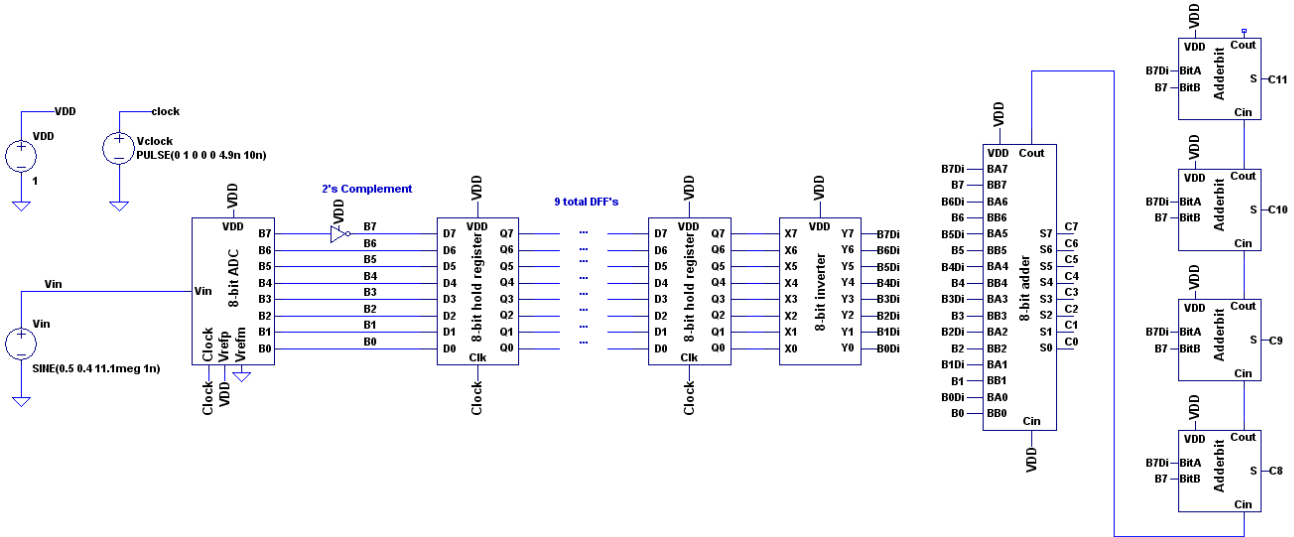 VDD
VDD
1
clock
Vclock
PULSE(0 1 0 0 0 4.9n 10n)
Vin
Vin
SINE(0.5 0.4 11.1meg 1n)
VDD
VDD
8-bit ADC
Vin
Clock
Vrefp
Vrefm
B7
B6
B5
B4
B3
B2
B1
B0
Clock
VDD
2's Complement
VDD
B7
B6
B5
B4
B3
B2
B1
B0
VDD
VDD
8-bit hold register
D7 Q7
D6 Q6
D5 Q5
D4 Q4
D3 Q3
D2 Q2
D1 Q1
D0 Q0
Clk
Clock
9 total DFF's
...
...
...
...
...
...
...
...
VDD
VDD
8-bit hold register
D7 Q7
D6 Q6
D5 Q5
D4 Q4
D3 Q3
D2 Q2
D1 Q1
D0 Q0
Clk
Clock
VDD
VDD
8-bit inverter
X7 Y7 B7Di
X6 Y6 B6Di
X5 Y5 B5Di
X4 Y4 B4Di
X3 Y3 B3Di
X2 Y2 B2Di
X1 Y1 B1Di
X0 Y0 B0Di
VDD
VDD Cout
8-bit adder
B7Di BA7
B7 BB7
B6Di BA6
B6 BB6
B5Di BA5
B5 BB5
B4Di BA4
B4 BB4
B3Di BA3
B3 BB3
B2Di BA2
B2 BB2
B1Di BA1
B1 BB1
B0Di BA0
B0 BB0
S7 C7
S6 C6
S5 C5
S4 C4
S3 C3
S2 C2
S1 C1
S0 C0
Cin
VDD
VDD
VDD Cout
B7Di BitA
B7 BitB
Adderbit
S C11
Cin
VDD
VDD Cout
B7Di BitA
B7 BitB
Adderbit
S C10
Cin
VDD
VDD Cout
B7Di BitA
B7 BitB
Adderbit
S C9
Cin
VDD
VDD Cout
B7Di BitA
B7 BitB
Adderbit
S C8
Cin